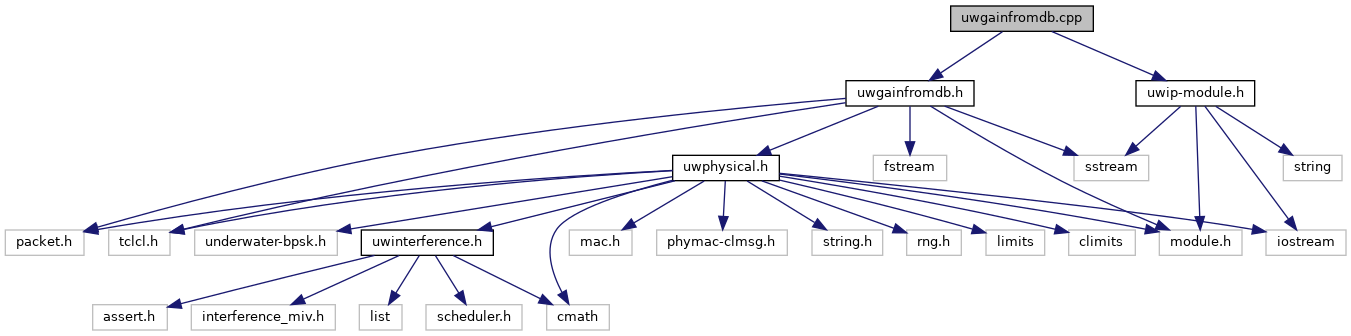 uwgainfromdb.cpp
uwgainfromdb.h
uwip-module.h
uwphysical.h
fstream
sstream
string
packet.h
tclcl.h
underwater-bpsk.h
uwinterference.h
mac.h
phymac-clmsg.h
string.h
rng.h
limits
climits
module.h
iostream
assert.h
interference_miv.h
list
scheduler.h
cmath